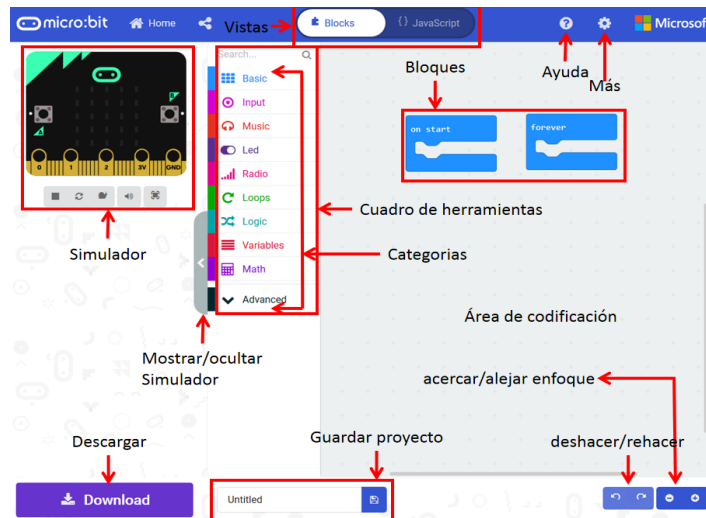 micro:bit
Home
Vistas
Blocks
{} JavaScript
Microsof
Search...
Basic
Input
Music
Led
Radio
Loops
Logic
Variables
Math
Advanced
A
B
0
1
2
3V
GND
Bloques
Ayuda
Más
on start
forever
Cuadro de herramientas
Simulador
Categorias
Área de codificación
Mostrar/ocultar
Simulador
acercar/alejar enfoque
Descargar
Guardar proyecto
deshacer/rehacer
Download
Untitled